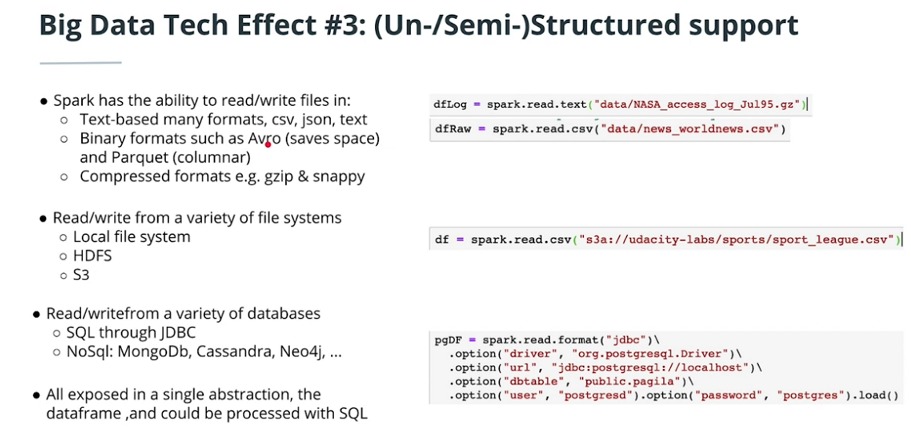 Big Data Tech Effect #3: (Un-/Semi-)Structured support
● Spark has the ability to read/write files in:
○ Text-based many formats, csv, json, text
○ Binary formats such as Avro (saves space)
and Parquet (columnar)
○ Compressed formats e.g. gzip & snappy
dfLog = spark.read.text("data/NASA_access_log_Jul95.gz")
dfRaw = spark.read.csv("data/news_worldnews.csv")
● Read/write from a variety of file systems
○ Local file system
○ HDFS
○ S3
df = spark.read.csv("s3a://udacity-labs/sports/sport_league.csv")
● Read/writefrom a variety of databases
○ SQL through JDBC
○ NoSql: MongoDb, Cassandra, Neo4j, ...
● All exposed in a single abstraction, the
dataframe ,and could be processed with SQL
pgDF = spark.read.format("jdbc")\
.option("driver", "org.postgresql.Driver")\
.option("url", "jdbc:postgresql://localhost")\
.option("dbtable", "public.pagila")\
.option("user", "postgresd").option("password", "postgres").load()